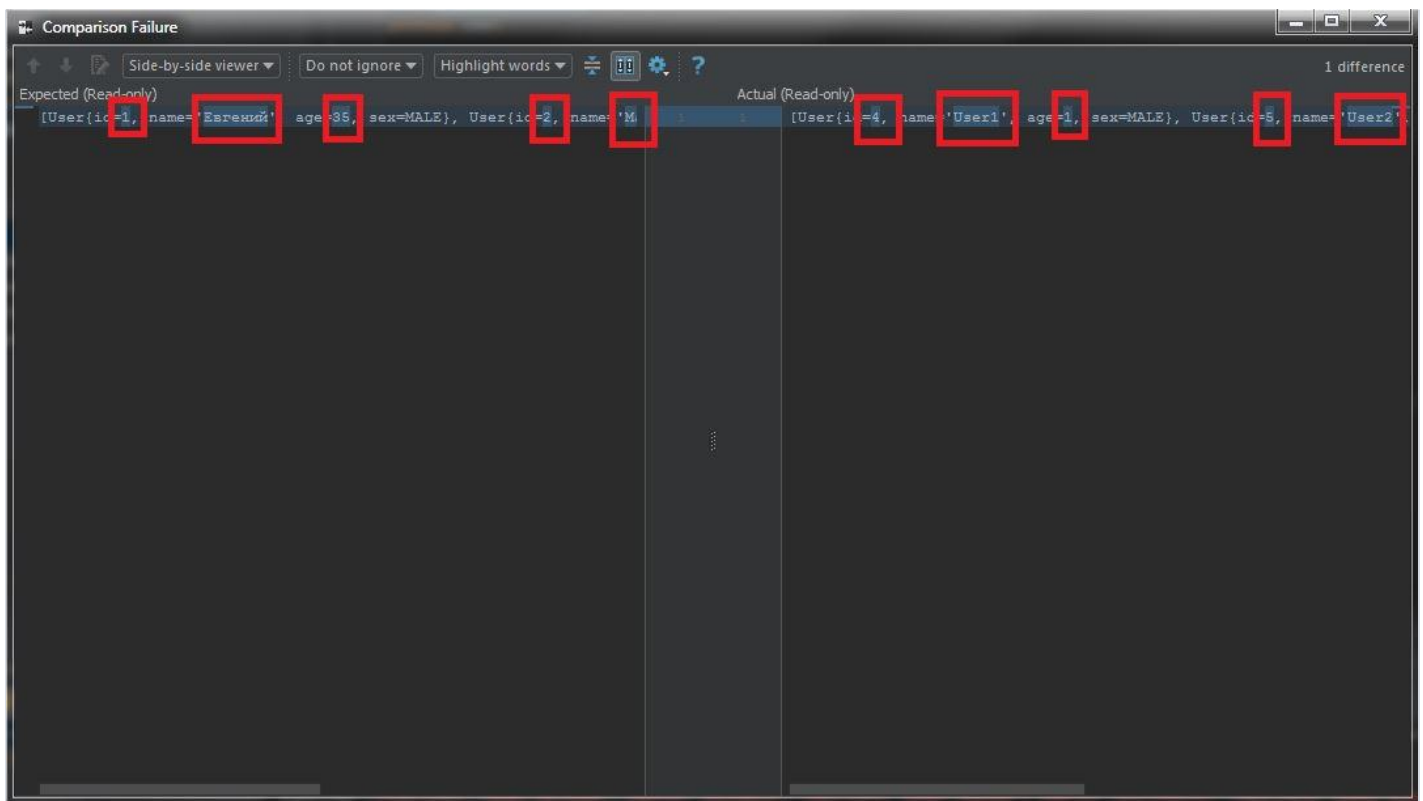 Comparison Failure
Side-by-side viewer Do not ignore Highlight words ? 1 difference
Expected (Read-only) Actual (Read-only)
[User{id=1, name='Евгений', age=35, sex=MALE}, User{id=2, name='М 1 1 [User{id=4, name='User1', age=1, sex=MALE}, User{id=5, name='User2',